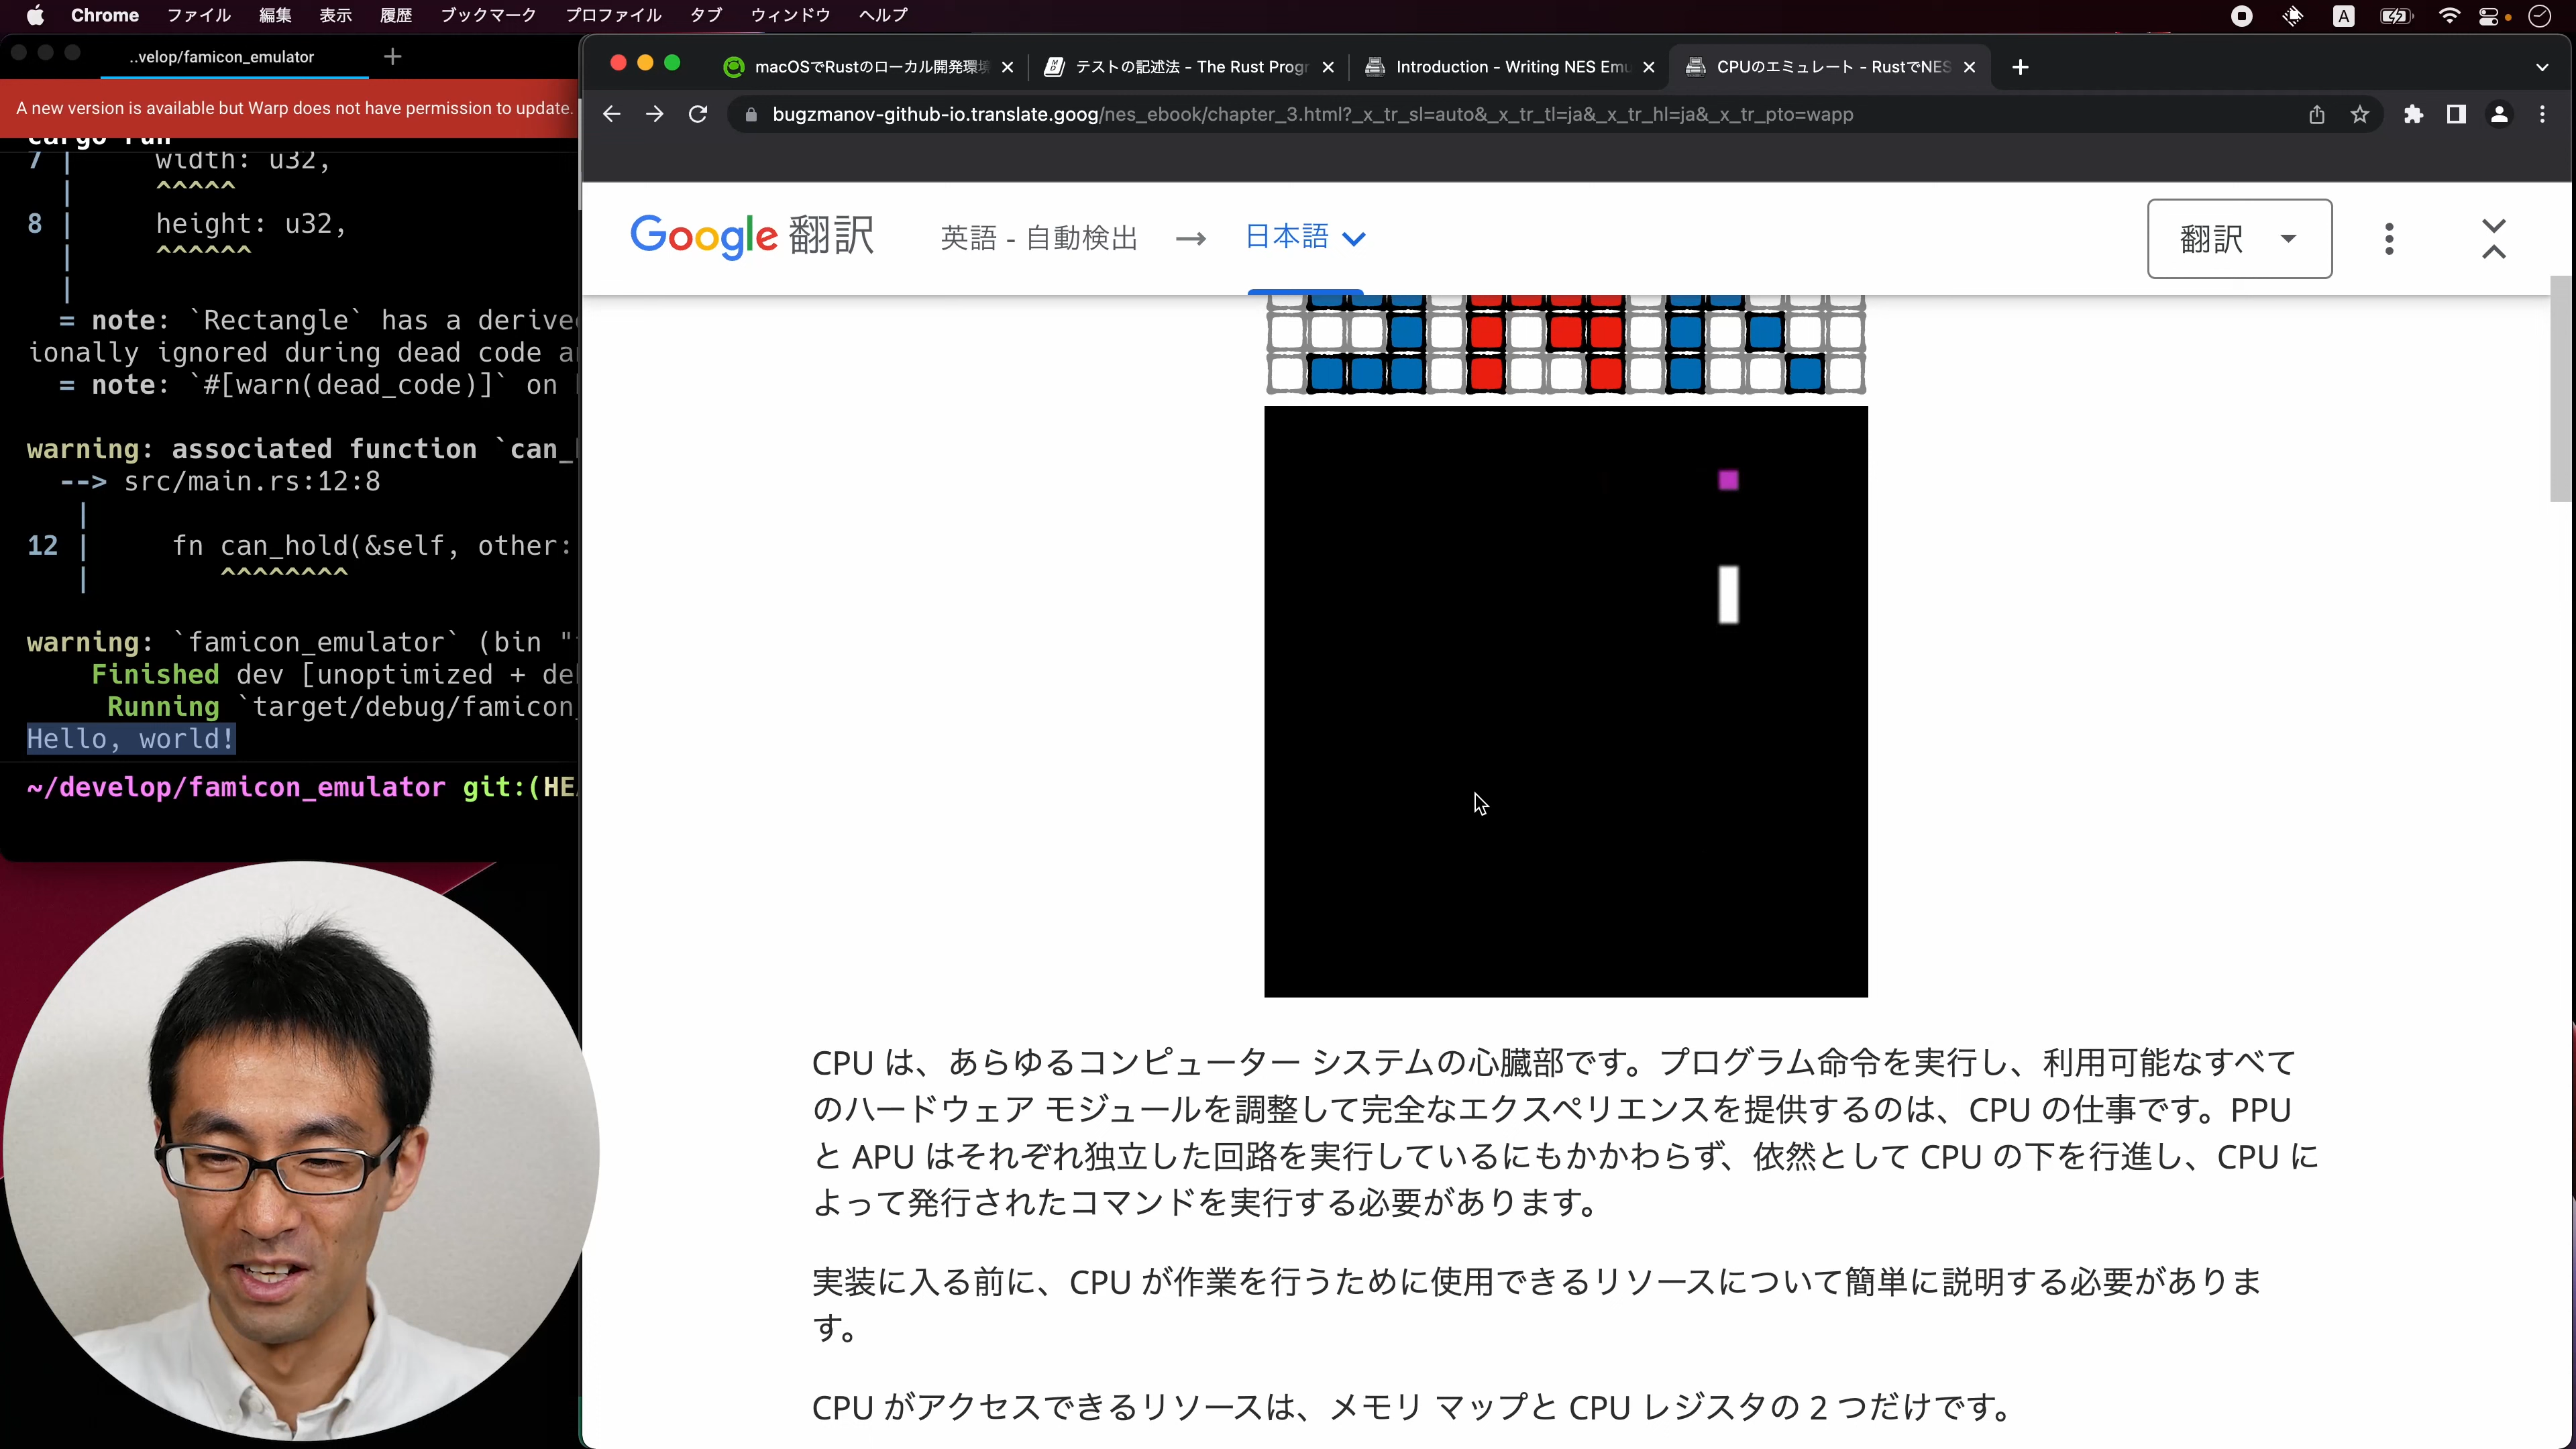 Chrome ファイル 編集 表示 履歴 ブックマーク プロファイル タブ ウィンドウ ヘルプ
A
..velop/famicon_emulator
A new version is available but Warp does not have permission to update.
cargo run
7 | width: u32,
| ^^^^^
8 | height: u32,
| ^^^^^^
|
= note: `Rectangle` has a derive
ionally ignored during dead code a
= note: `#[warn(dead_code)]` on
warning: associated function `can_
--> src/main.rs:12:8
|
12 | fn can_hold(&self, other:
| ^^^^^^^^
warning: `famicon_emulator` (bin "
Finished dev [unoptimized + de
Running `target/debug/famicon_
Hello, world!
~/develop/famicon_emulator git:(HE
macOSでRustのローカル開発環境
テストの記述法 - The Rust Progr
Introduction - Writing NES Emu
CPUのエミュレート - RustでNES
bugzmanov-github-io.translate.goog/nes_ebook/chapter_3.html?_x_tr_sl=auto&_x_tr_tl=ja&_x_tr_hl=ja&_x_tr_pto=wapp
Google 翻訳 英語 - 自動検出 → 日本語 翻訳
CPU は、あらゆるコンピューター システムの心臓部です。プログラム命令を実行し、利用可能なすべて
のハードウェア モジュールを調整して完全なエクスペリエンスを提供するのは、CPU の仕事です。PPU
と APU はそれぞれ独立した回路を実行しているにもかかわらず、依然として CPU の下を行進し、CPU に
よって発行されたコマンドを実行する必要があります。
実装に入る前に、CPU が作業を行うために使用できるリソースについて簡単に説明する必要がありま
す。
CPU がアクセスできるリソースは、メモリ マップと CPU レジスタの 2 つだけです。